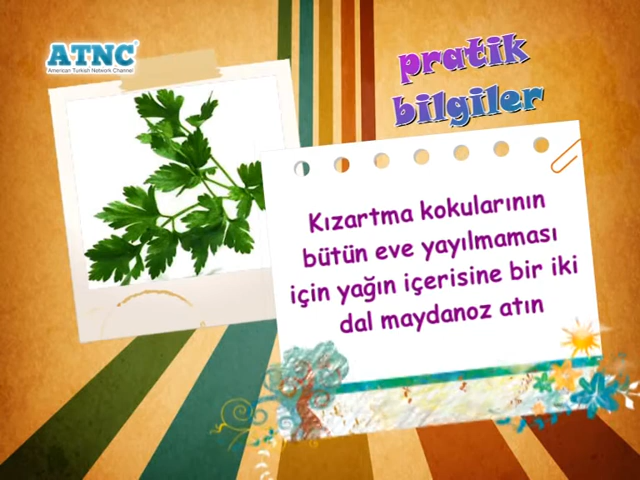 ATNC
American Turkish Network Channel
pratik
bilgiler
Kızartma kokularının
bütün eve yayılmaması
için yağın içerisine bir iki
dal maydanoz atın